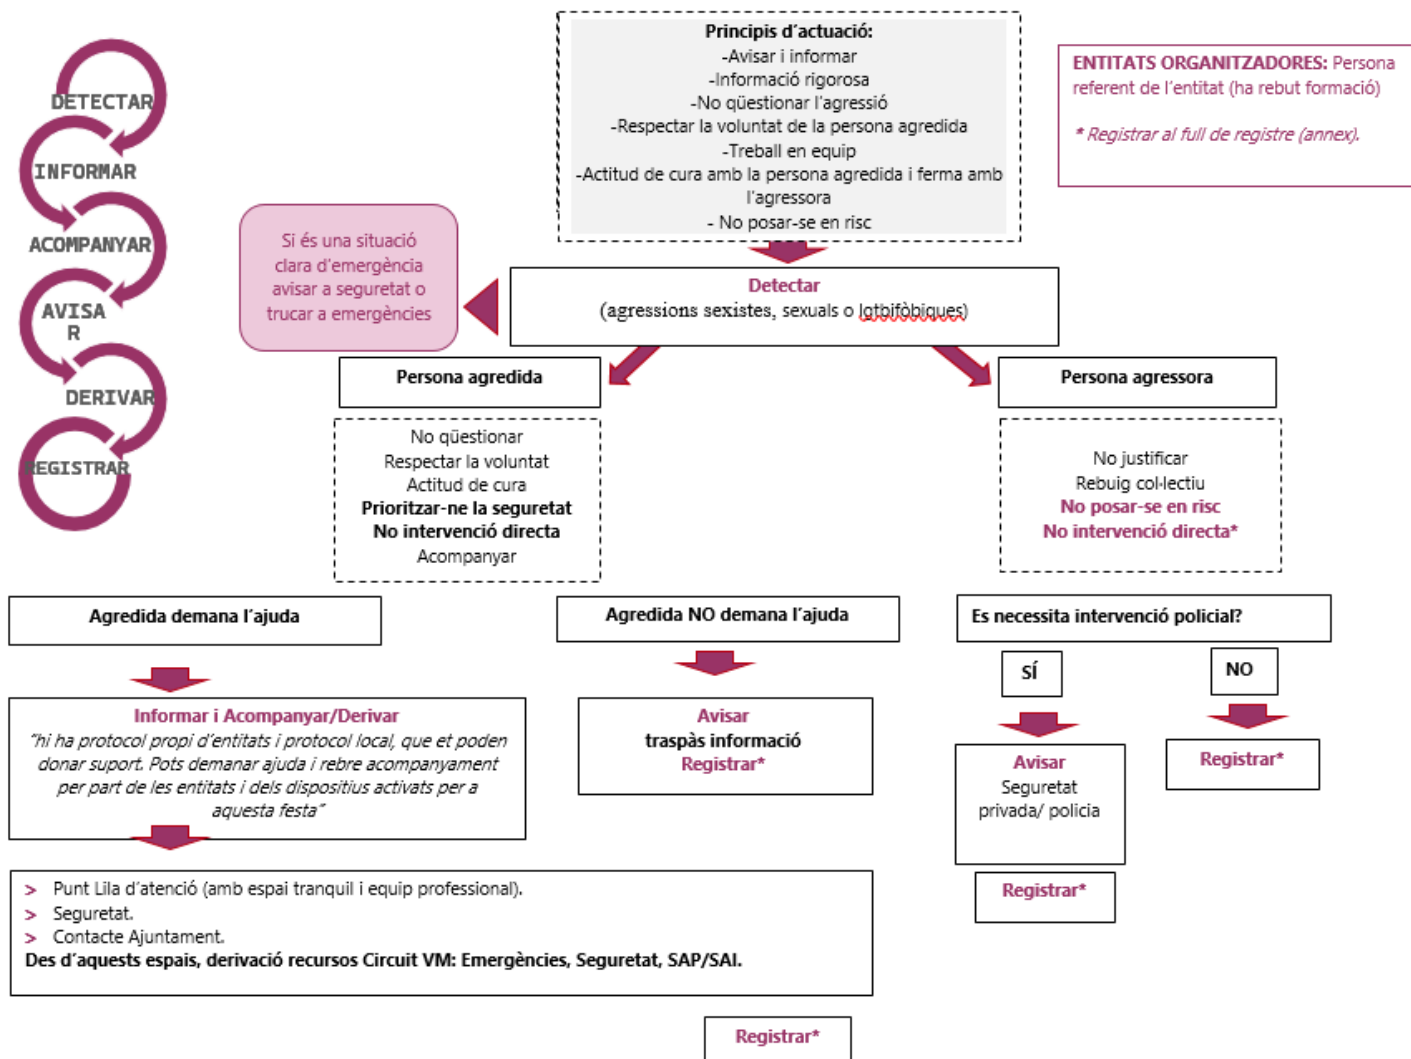 DETECTAR
INFORMAR
ACOMPANYAR
AVISA
R
DERIVAR
REGISTRAR
Principis d´actuació:
-Avisar i informar
-Informació rigorosa
-No qüestionar l´agressió
-Respectar la voluntat de la persona agredida
-Treball en equip
-Actitud de cura amb la persona agredida i ferma amb
l´agressora
- No posar-se en risc
ENTITATS ORGANITZADORES: Persona
referent de l´entitat (ha rebut formació)
* Registrar al full de registre (annex).
Si és una situació
clara d’emergència
avisar a seguretat o
trucar a emergències
Detectar
(agressions sexistes, sexuals o lgtbifòbiques)
Persona agredida
No qüestionar
Respectar la voluntat
Actitud de cura
Prioritzar-ne la seguretat
No intervenció directa
Acompanyar
Persona agressora
No justificar
Rebuig col·lectiu
No posar-se en risc
No intervenció directa*
Agredida demana l´ajuda
Informar i Acompanyar/Derivar
“hi ha protocol propi d´entitats i protocol local, que et poden
donar suport. Pots demanar ajuda i rebre acompanyament
per part de les entitats i dels dispositius activats per a
aquesta festa”
Agredida NO demana l´ajuda
Avisar
traspàs informació
Registrar*
Es necessita intervenció policial?
SÍ
NO
Avisar
Seguretat
privada/ policia
Registrar*
Registrar*
> Punt Lila d´atenció (amb espai tranquil i equip professional).
> Seguretat.
> Contacte Ajuntament.
Des d´aquests espais, derivació recursos Circuit VM: Emergències, Seguretat, SAP/SAI.
Registrar*